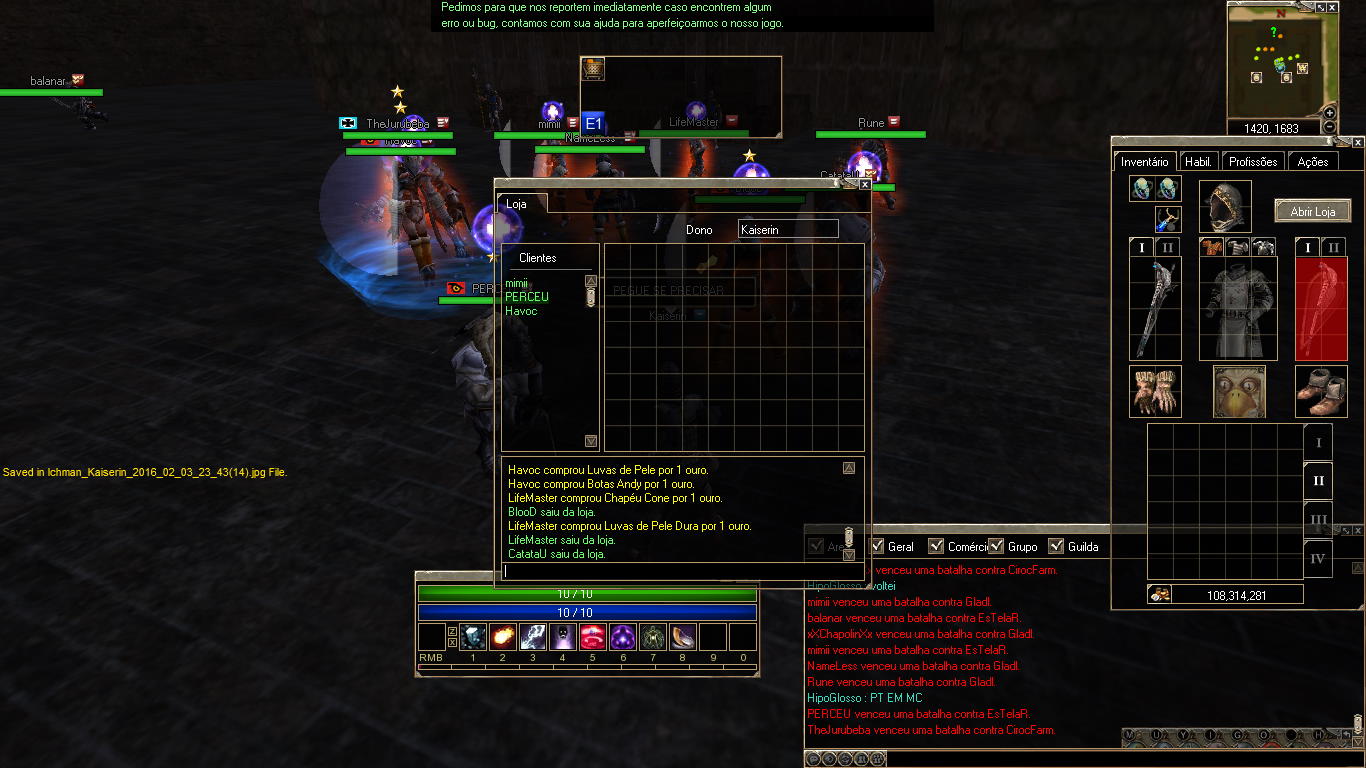 Pedimos para que nos reportem imediatamente caso encontrem algum
erro ou bug, contamos com sua ajuda para aperfeiçoarmos o nosso jogo.
N
1420, 1683
balanar
TheJurubeba
Havoc
mimii
NameLess
E1
LifeMaster
Rune
CatataU
Loja
Dono
Kaiserin
Clientes
mimii
PERCEU
Havoc
PEGUE SE PRECISAR
Kaiserin
Inventário
Habil.
Profissões
Ações
Abrir Loja
I
II
I
II
I
II
III
IV
108,314,281
Saved in Ichman_Kaiserin_2016_02_03_23_43(14).jpg File.
Havoc comprou Luvas de Pele por 1 ouro.
Havoc comprou Botas Andy por 1 ouro.
LifeMaster comprou Chapéu Cone por 1 ouro.
BlooD saiu da loja.
LifeMaster comprou Luvas de Pele Dura por 1 ouro.
LifeMaster saiu da loja.
CatataU saiu da loja.
10 / 10
10 / 10
Z
X
RMB 1 2 3 4 5 6 7 8 9 0
Geral
Comérci
Grupo
Guilda
venceu uma batalha contra CirocFarm.
HipoGlosso : voltei
mimii venceu uma batalha contra Gladl.
balanar venceu uma batalha contra EsTelaR.
xXChapolinXx venceu uma batalha contra Gladl.
mimii venceu uma batalha contra EsTelaR.
NameLess venceu uma batalha contra Gladl.
Rune venceu uma batalha contra Gladl.
HipoGlosso : PT EM MC
PERCEU venceu uma batalha contra EsTelaR.
TheJurubeba venceu uma batalha contra CirocFarm.
M U Y I G O H